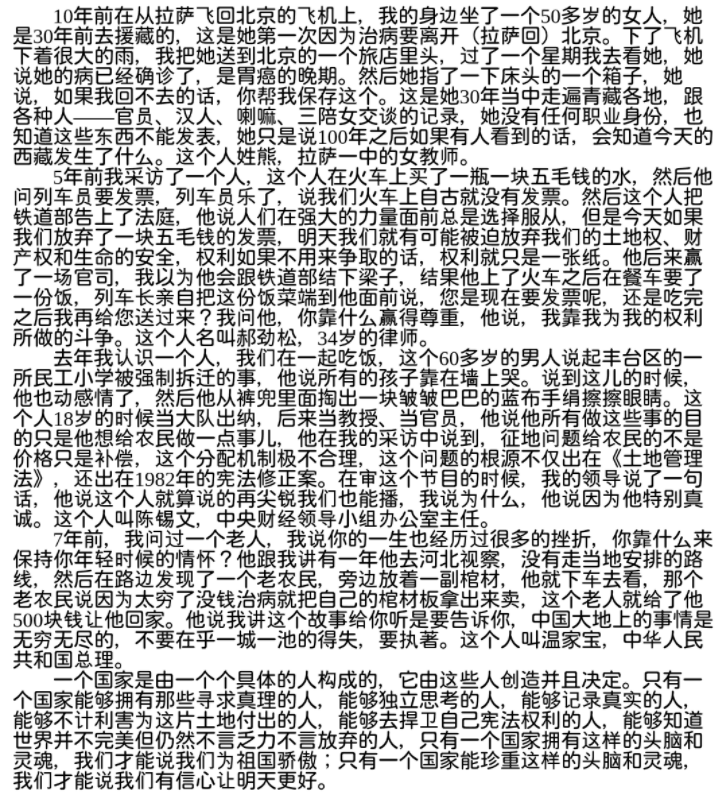 10年前在从拉萨飞回北京的飞机上，我的身边坐了一个50多岁的女人，她
是30年前去援藏的，这是她第一次因为治病要离开（拉萨回）北京。下了飞机
下着很大的雨，我把她送到北京的一个旅店里头，过了一个星期我去看她，她
说她的病已经确诊了，是胃癌的晚期。然后她指了一下床头的一个箱子，她
说，如果我回不去的话，你帮我保存这个。这是她30年当中走遍青藏各地，跟
各种人——官员、汉人、喇嘛、三陪女交谈的记录，她没有任何职业身份，也
知道这些东西不能发表，她只是说100年之后如果有人看到的话，会知道今天的
西藏发生了什么。这个人姓熊，拉萨一中的女教师。
5年前我采访了一个人，这个人在火车上买了一瓶一块五毛钱的水，然后他
问列车员要发票，列车员乐了，说我们火车上自古就没有发票。然后这个人把
铁道部告上了法庭，他说人们在强大的力量面前总是选择服从，但是今天如果
我们放弃了一块五毛钱的发票，明天我们就有可能被迫放弃我们的土地权、财
产权和生命的安全，权利如果不用来争取的话，权利就只是一张纸。他后来赢
了一场官司，我以为他会跟铁道部结下梁子，结果他上了火车之后在餐车要了
一份饭，列车长亲自把这份饭菜端到他面前说，您是现在要发票呢，还是吃完
之后我再给您送过来？我问他，你靠什么赢得尊重，他说，我靠我为我的权利
所做的斗争。这个人名叫郝劲松，34岁的律师。
去年我认识一个人，我们在一起吃饭，这个60多岁的男人说起丰台区的一
所民工小学被强制拆迁的事，他说所有的孩子靠在墙上哭。说到这儿的时候，
他也动感情了，然后他从裤兜里面掏出一块皱皱巴巴的蓝布手绢擦擦眼睛。这
个人18岁的时候当大队出纳，后来当教授、当官员，他说他所有做这些事的目
的只是他想给农民做一点事儿，他在我的采访中说到，征地问题给农民的不是
价格只是补偿，这个分配机制极不合理，这个问题的根源不仅出在《土地管理
法》，还出在1982年的宪法修正案。在审这个节目的时候，我的领导说了一句
话，他说这个人就算说的再尖锐我们也能播，我说为什么，他说因为他特别真
诚。这个人叫陈锡文，中央财经领导小组办公室主任。
7年前，我问过一个老人，我说你的一生也经历过很多的挫折，你靠什么来
保持你年轻时候的情怀？他跟我讲有一年他去河北视察，没有走当地安排的路
线，然后在路边发现了一个老农民，旁边放着一副棺材，他就下车去看，那个
老农民说因为太穷了没钱治病就把自己的棺材板拿出来卖，这个老人就给了他
500块钱让他回家。他说我讲这个故事给你听是要告诉你，中国大地上的事情是
无穷无尽的，不要在乎一城一池的得失，要执著。这个人叫温家宝，中华人民
共和国总理。
一个国家是由一个个具体的人构成的，它由这些人创造并且决定。只有一
个国家能够拥有那些寻求真理的人，能够独立思考的人，能够记录真实的人，
能够不计利害为这片土地付出的人，能够去捍卫自己宪法权利的人，能够知道
世界并不完美但仍然不言乏力不言放弃的人，只有一个国家拥有这样的头脑和
灵魂，我们才能说我们为祖国骄傲；只有一个国家能珍重这样的头脑和灵魂，
我们才能说我们有信心让明天更好。